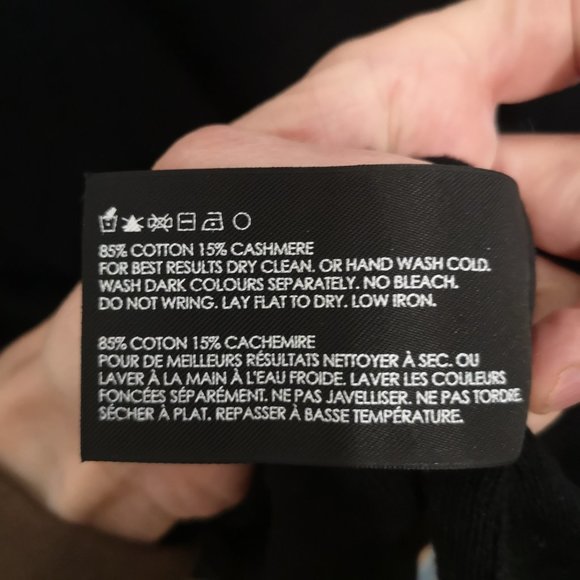 85% COTTON 15% CASHMERE
FOR BEST RESULTS DRY CLEAN. OR HAND WASH COLD.
WASH DARK COLOURS SEPARATELY. NO BLEACH.
DO NOT WRING. LAY FLAT TO DRY. LOW IRON.
85% COTON 15% CACHEMIRE
POUR DE MEILLEURS RÉSULTATS NETTOYER À SEC. OU
LAVER À LA MAIN À L'EAU FROIDE. LAVER LES COULEURS
FONCÉES SÉPARÉMENT. NE PAS JAVELLISER. NE PAS TORDRE.
SÉCHER À PLAT. REPASSER À BASSE TEMPÉRATURE.